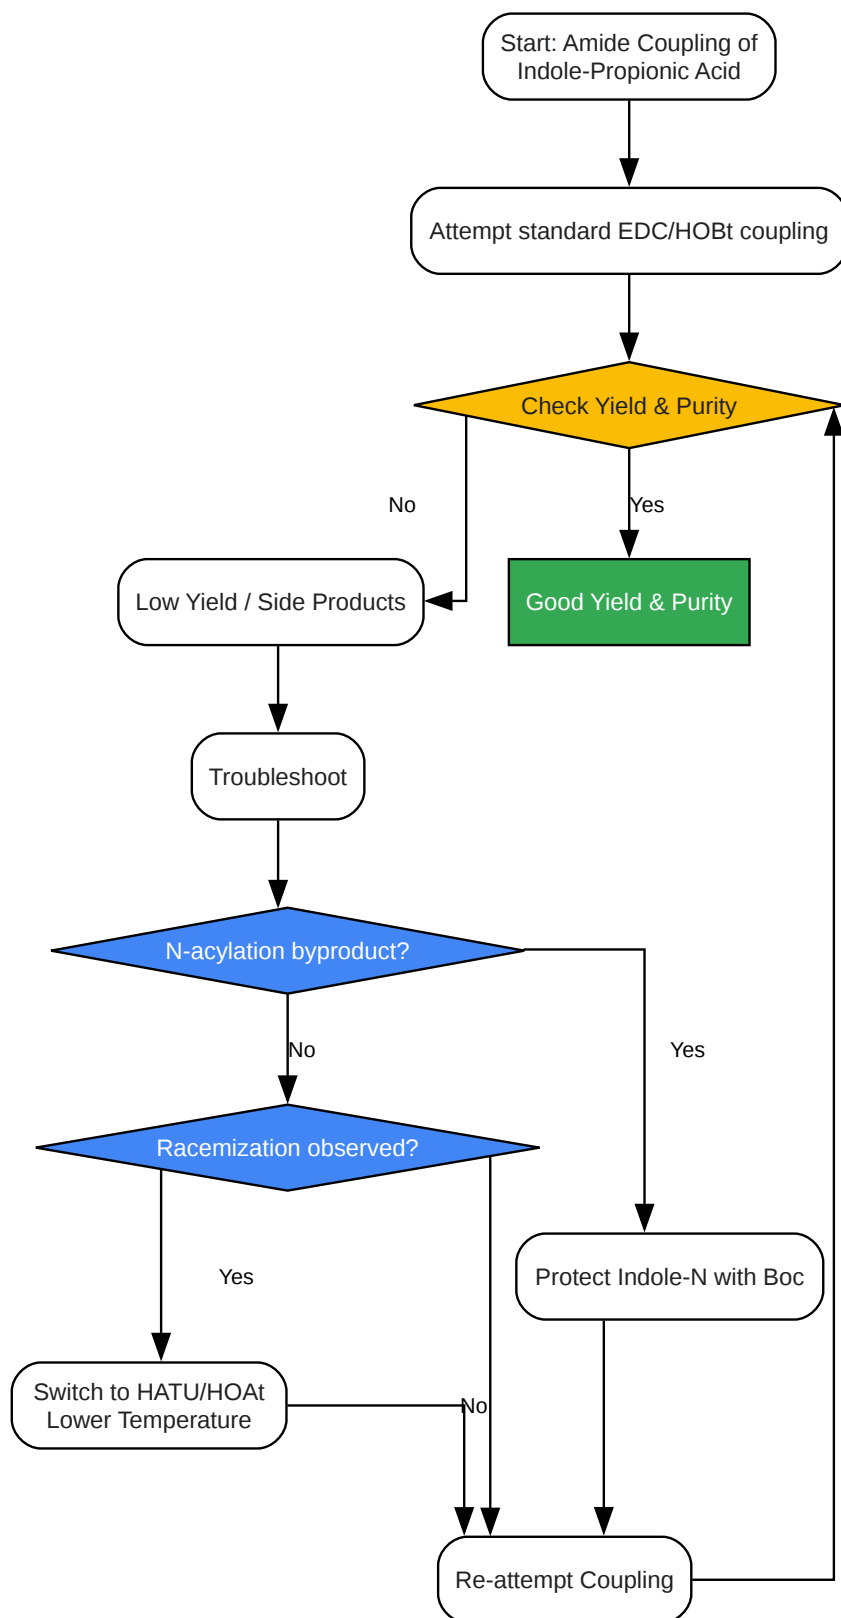 Start: Amide Coupling of
Indole-Propionic Acid
Attempt standard EDC/HOBt coupling
Check Yield & Purity
No
Yes
Low Yield / Side Products
Good Yield & Purity
Troubleshoot
N-acylation byproduct?
No
Yes
Racemization observed?
Yes
Protect Indole-N with Boc
Switch to HATU/HOAt
Lower Temperature
No
Re-attempt Coupling